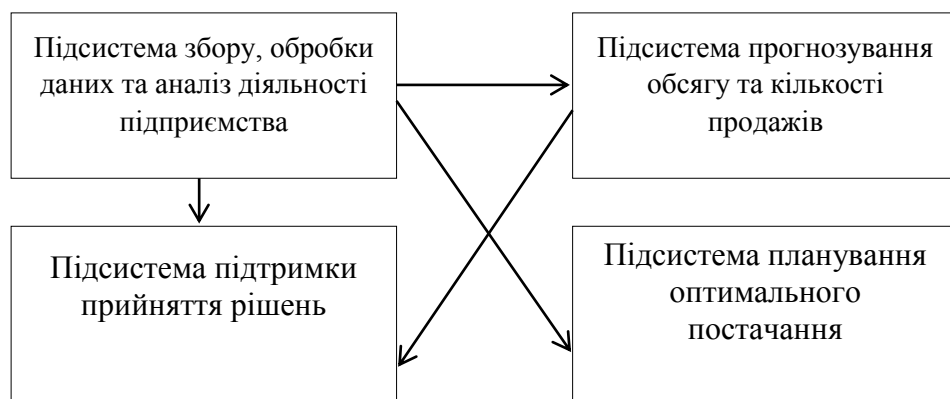 Підсистема збору, обробки
даних та аналіз діяльності
підприємства
Підсистема прогнозування
обсягу та кількості
продажів
Підсистема підтримки
прийняття рішень
Підсистема планування
оптимального
постачання